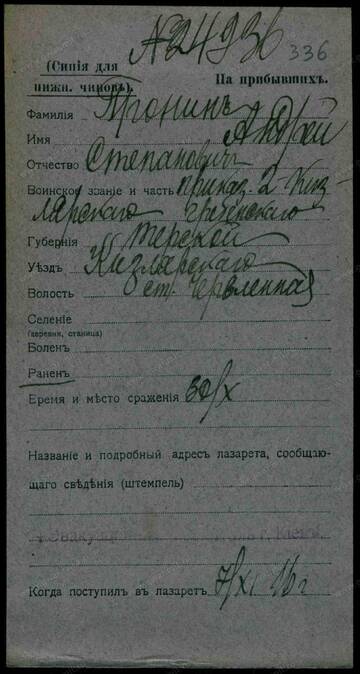 №24936 336
(Синія для
нижн. чиновъ).
На прибывшихъ.
Фамилія Пронинъ
Имя Андрей
Отчество Степановичъ
Воинское званіе и часть приказ. 2-Киз
лярскаго гребенскаго
Губернія Терской
Уѣздъ Кизлярскаго
Волость ст. Червленная
Селеніе
(деревня, станица)
Боленъ
Раненъ
Время и мѣсто сраженія 30/X
Названіе и подробный адресъ лазарета, сообщаю-
щаго свѣдѣнія (штемпель)
Когда поступилъ въ лазаретъ 7/XI 16 г